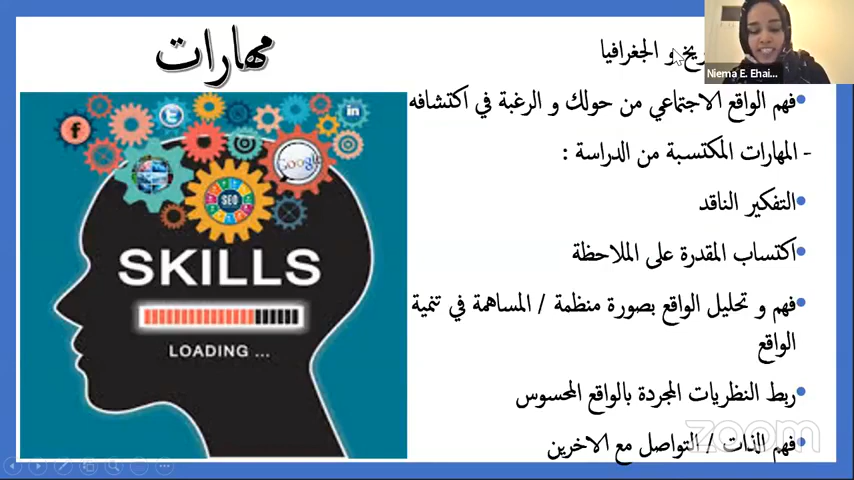 مهارات
و الجغرافيا
Niema E. Ehai...
•فهم الواقع الاجتماعي من حولك و الرغبة في اكتشافه
- المهارات المكتسبة من الدراسة :
•التفكير الناقد
•اكتساب المقدرة على الملاحظة
•فهم و تحليل الواقع بصورة منظمة / المساهمة في تنمية
الواقع
•ربط النظريات المجردة بالواقع المحسوس
•فهم الذات / التواصل مع الاخرين
f
in
Google
SEO
SKILLS
LOADING ...
zoom